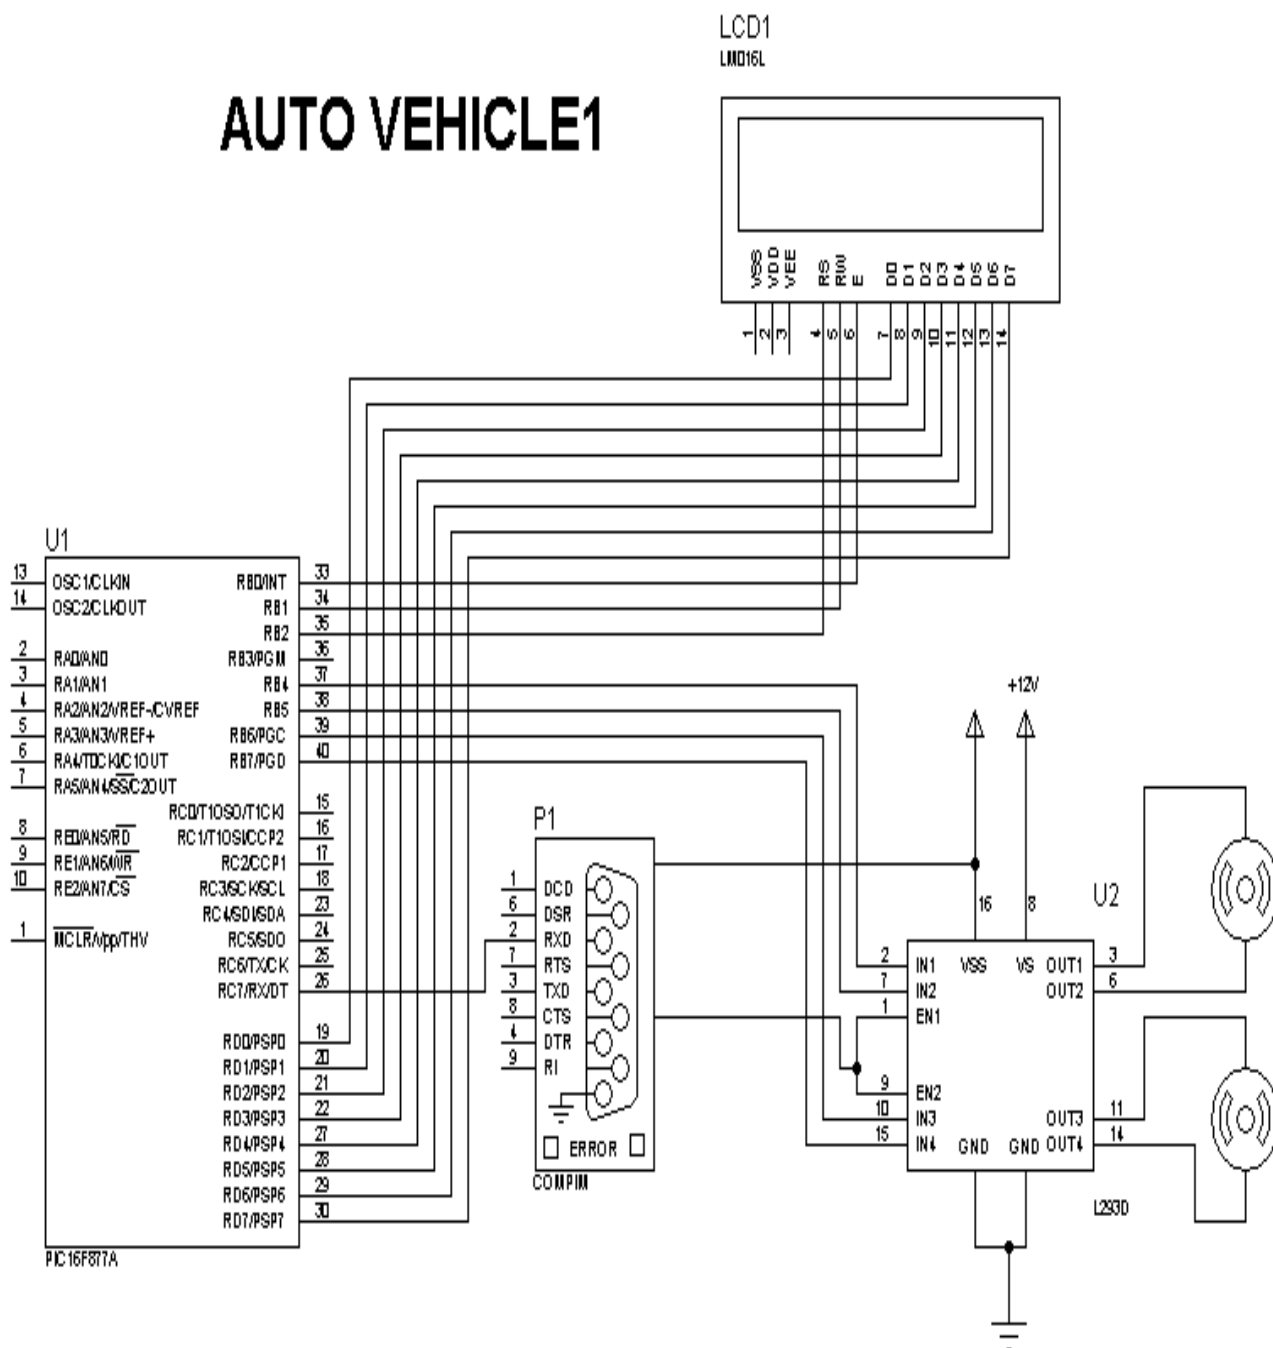 LCD1
LM016L
AUTO VEHICLE1
VSS VDD VEE RS RW E D0 D1 D2 D3 D4 D5 D6 D7
1 2 3 4 5 6 7 8 9 10 11 12 13 14
U1
13 OSC1/CLKIN RB0/INT 33
14 OSC2/CLKOUT RB1 34
RB2 35
2 RA0/AN0 RB3/PGM 36
3 RA1/AN1 RB4 37
4 RA2/AN2/VREF-/CVREF RB5 38
5 RA3/AN3/VREF+ RB6/PGC 39
6 RA4/T0CKI/C1OUT RB7/PGD 40
7 RA5/AN4/SS/C2OUT
RC0/T1OSO/T1CKI 15
8 RE0/AN5/RD RC1/T1OSI/CCP2 16
9 RE1/AN6/WR RC2/CCP1 17
10 RE2/AN7/CS RC3/SCK/SCL 18
RC4/SDI/SDA 23
1 MCLR/Vpp/THV RC5/SDO 24
RC6/TX/CK 25
RC7/RX/DT 26
RD0/PSP0 19
RD1/PSP1 20
RD2/PSP2 21
RD3/PSP3 22
RD4/PSP4 27
RD5/PSP5 28
RD6/PSP6 29
RD7/PSP7 30
PIC16F877A
P1
1 DCD
6 DSR
2 RXD
7 RTS
3 TXD
8 CTS
4 DTR
9 RI
ERROR
COMPIM
+12V
16 8 U2
2 IN1 VSS VS OUT1 3
7 IN2 OUT2 6
1 EN1
9 EN2
10 IN3 OUT3 11
15 IN4 GND GND OUT4 14
L293D